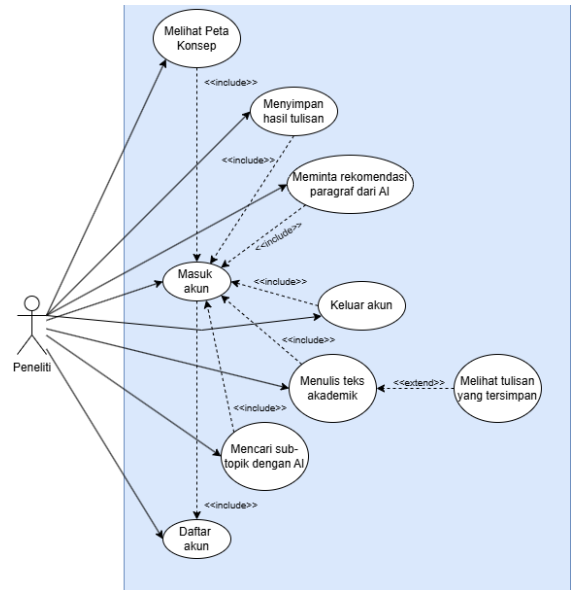 Melihat Peta
Konsep
<<include>>
Menyimpan
hasil tulisan
<<include>>
Meminta rekomendasi
paragraf dari AI
<<include>>
Masuk
akun
<<include>>
Keluar akun
Peneliti
<<include>>
Menulis teks
akademik
<<extend>>
Melihat tulisan
yang tersimpan
<<include>>
Mencari sub-
topik dengan AI
<<include>>
Daftar
akun